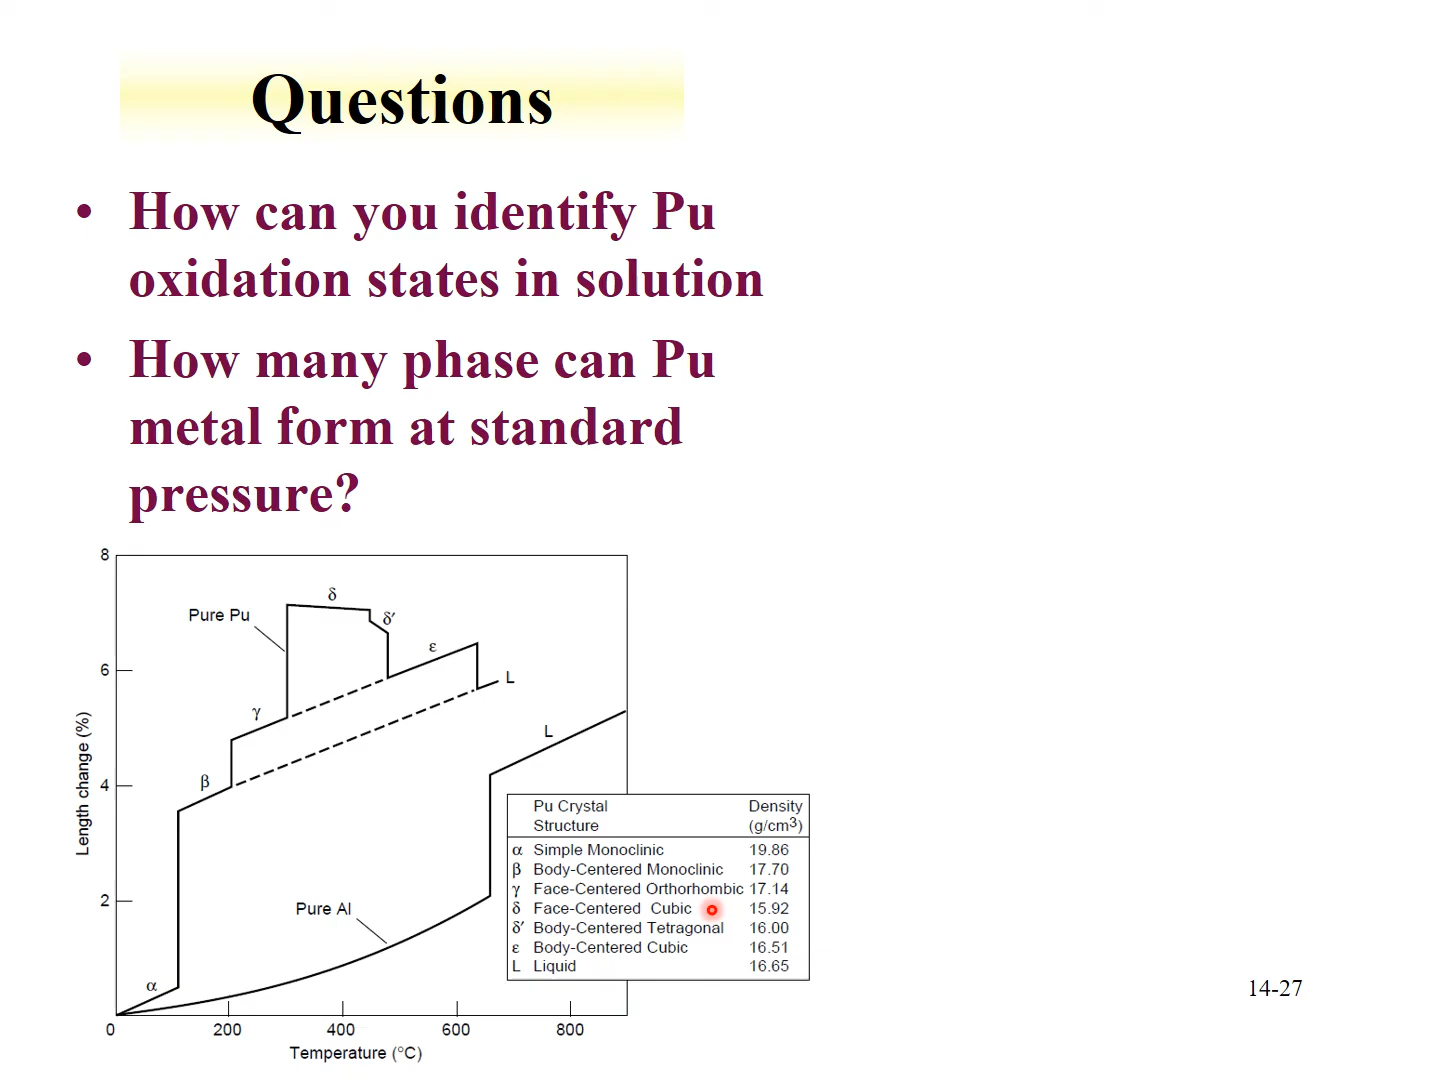 Questions
• How can you identify Pu
oxidation states in solution
• How many phase can Pu
metal form at standard
pressure?
8
6
4
2
0
200
400
600
800
Length change (%)
Temperature (°C)
Pure Pu
δ
δ′
ε
L
γ
β
α
L
Pure Al
Pu Crystal Density
Structure (g/cm³)
α Simple Monoclinic 19.86
β Body-Centered Monoclinic 17.70
γ Face-Centered Orthorhombic 17.14
δ Face-Centered Cubic 15.92
δ′ Body-Centered Tetragonal 16.00
ε Body-Centered Cubic 16.51
L Liquid 16.65
14-27